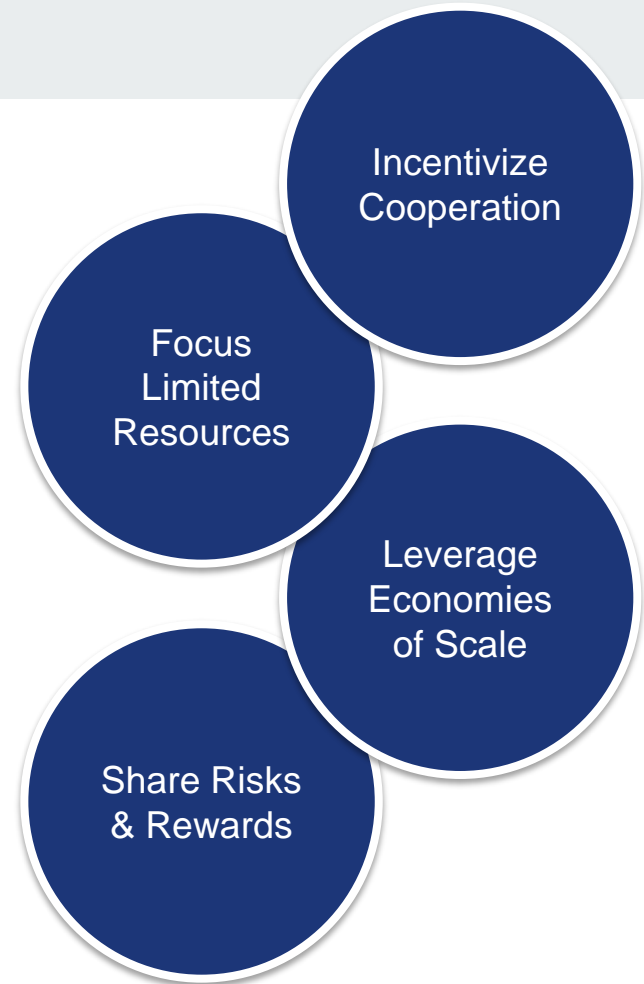 Incentivize
Cooperation
Focus
Limited
Resources
Leverage
Economies
of Scale
Share Risks
& Rewards